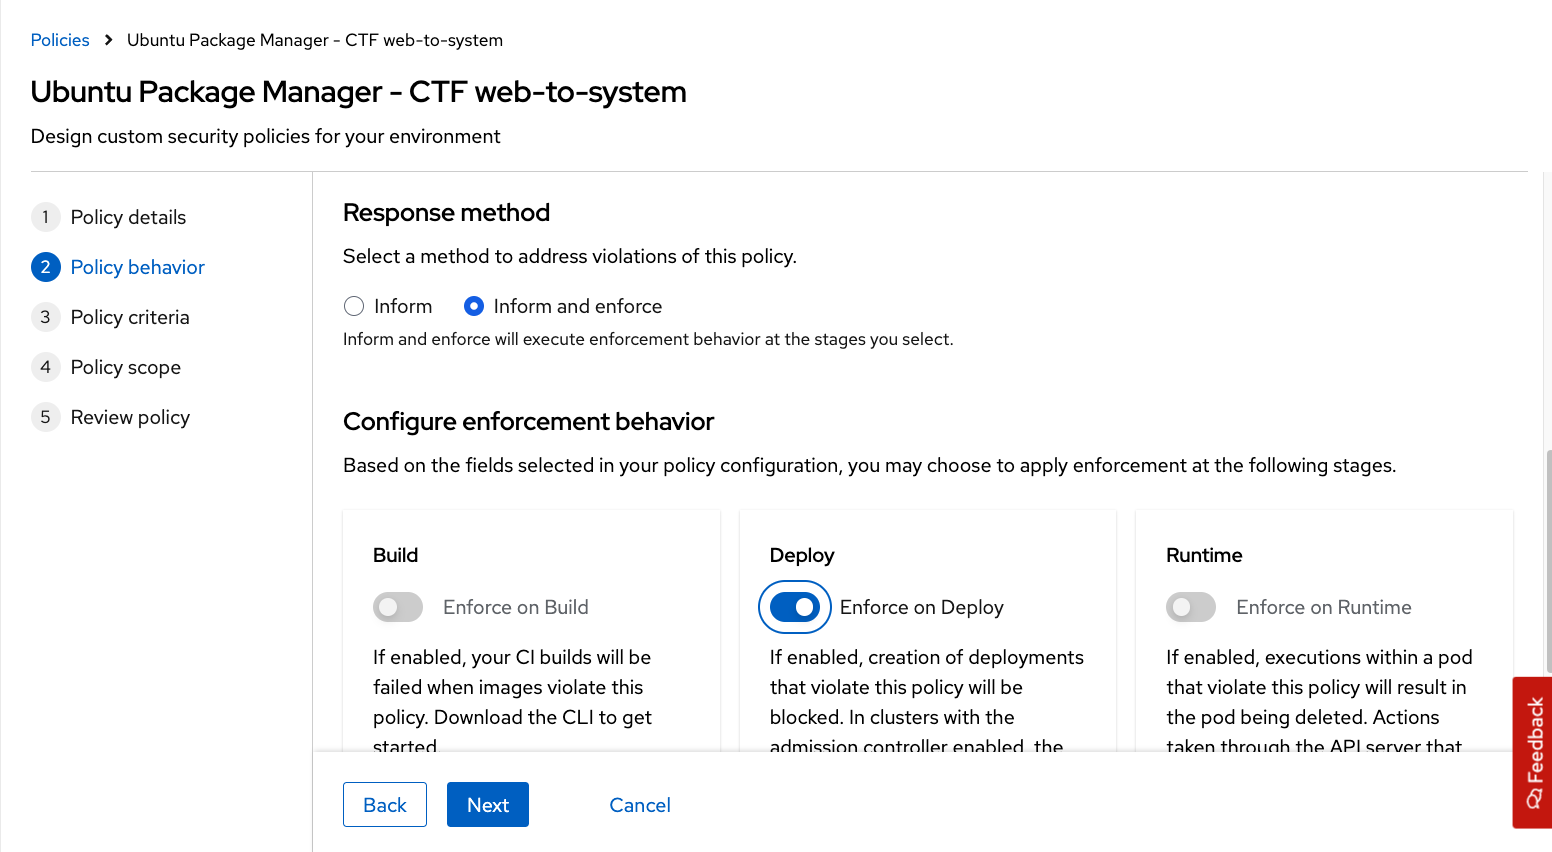 Policies > Ubuntu Package Manager - CTF web-to-system
Ubuntu Package Manager - CTF web-to-system
Design custom security policies for your environment
1 Policy details
2 Policy behavior
3 Policy criteria
4 Policy scope
5 Review policy
Response method
Select a method to address violations of this policy.
Inform Inform and enforce
Inform and enforce will execute enforcement behavior at the stages you select.
Configure enforcement behavior
Based on the fields selected in your policy configuration, you may choose to apply enforcement at the following stages.
Build
Enforce on Build
If enabled, your CI builds will be
failed when images violate this
policy. Download the CLI to get
started.
Deploy
Enforce on Deploy
If enabled, creation of deployments
that violate this policy will be
blocked. In clusters with the
admission controller enabled, the
Runtime
Enforce on Runtime
If enabled, executions within a pod
that violate this policy will result in
the pod being deleted. Actions
taken through the API server that
Back Next Cancel
Feedback